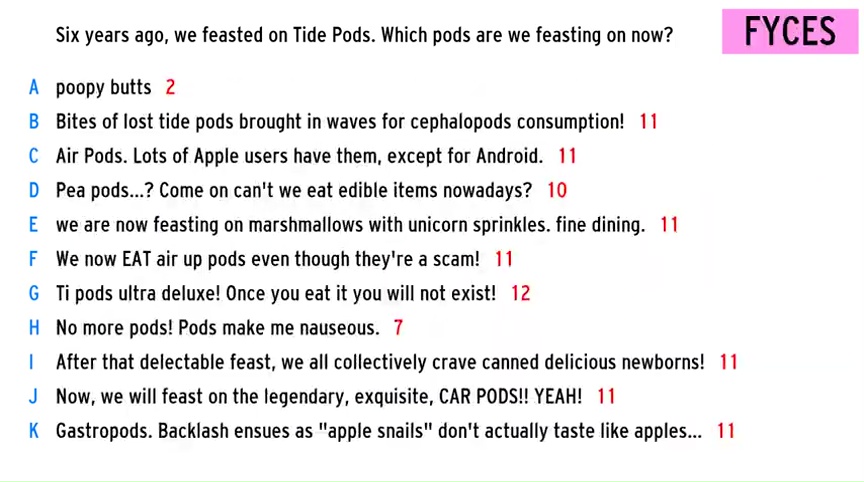 Six years ago, we feasted on Tide Pods. Which pods are we feasting on now?
FYCES
A poopy butts 2
B Bites of lost tide pods brought in waves for cephalopods consumption! 11
C Air Pods. Lots of Apple users have them, except for Android. 11
D Pea pods...? Come on can't we eat edible items nowadays? 10
E we are now feasting on marshmallows with unicorn sprinkles. fine dining. 11
F We now EAT air up pods even though they're a scam! 11
G Ti pods ultra deluxe! Once you eat it you will not exist! 12
H No more pods! Pods make me nauseous. 7
I After that delectable feast, we all collectively crave canned delicious newborns! 11
J Now, we will feast on the legendary, exquisite, CAR PODS!! YEAH! 11
K Gastropods. Backlash ensues as "apple snails" don't actually taste like apples... 11